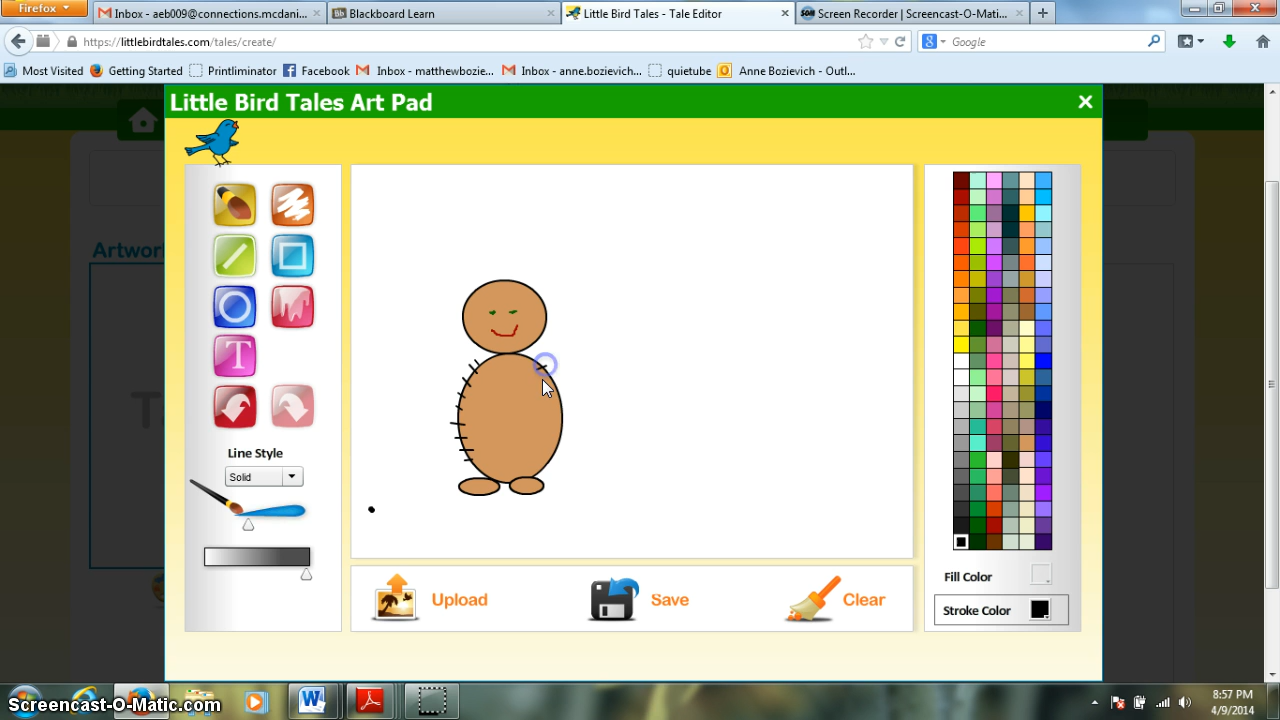 Firefox
Inbox - aeb009@connections.mcdani...
Blackboard Learn
Little Bird Tales - Tale Editor
Screen Recorder | Screencast-O-Mati...
https://littlebirdtales.com/tales/create/
Google
Most Visited
Getting Started
Printliminator
Facebook
Inbox - matthewbozie...
Inbox - anne.bozievich...
quietube
Anne Bozievich - Outl...
Little Bird Tales Art Pad
Artwor
T
T
Line Style
Solid
Upload
Save
Clear
Fill Color
Stroke Color
Screencast-O-Matic.com
8:57 PM
4/9/2014